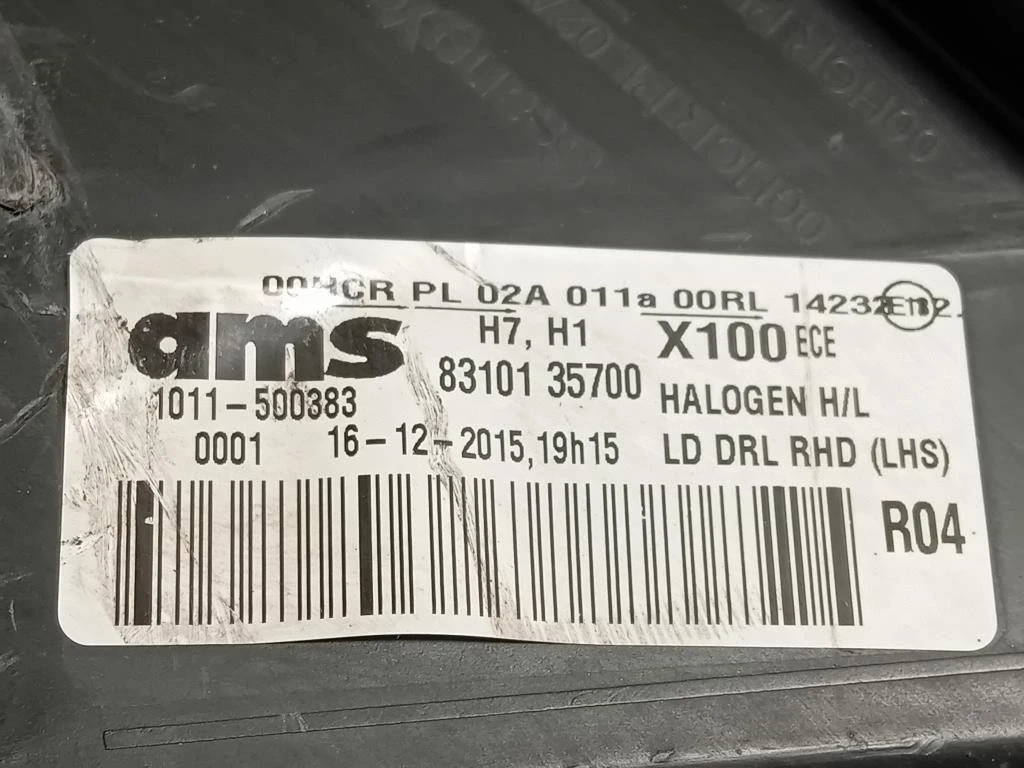 00HCR PL 02A 011a 00RL 14232
ams
H7, H1
X100 ECE
83101 35700
HALOGEN H/L
1011-500383
0001
16-12-2015, 19h15
LD DRL RHD (LHS)
R04